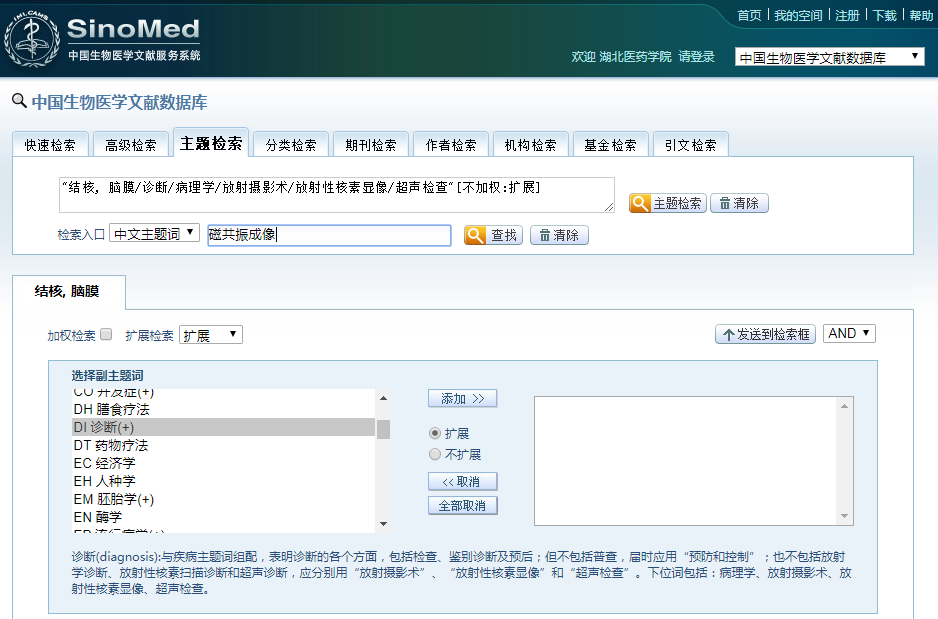 首页 | 我的空间 | 注册 | 下载 | 帮助
SinoMed
中国生物医学文献服务系统
欢迎 湖北医药学院 请登录
中国生物医学文献数据库
中国生物医学文献数据库
快速检索 高级检索 主题检索 分类检索 期刊检索 作者检索 机构检索 基金检索 引文检索
"结核, 脑膜/诊断/病理学/放射摄影术/放射性核素显像/超声检查"[不加权:扩展]
主题检索 清除
检索入口 中文主题词 磁共振成像 查找 清除
结核, 脑膜
加权检索 扩展检索 扩展 发送到检索框 AND
选择副主题词
CO 并发症(+)
DH 膳食疗法
DI 诊断(+)
DT 药物疗法
EC 经济学
EH 人种学
EM 胚胎学(+)
EN 酶学
添加 >>
扩展
不扩展
<< 取消
全部取消
诊断(diagnosis):与疾病主题词组配，表明诊断的各个方面，包括检查、鉴别诊断及预后；但不包括普查，届时应用“预防和控制”；也不包括放射
学诊断、放射性核素扫描诊断和超声诊断，应分别用“放射摄影术”、“放射性核素显像”和“超声检查”。下位词包括：病理学、放射摄影术、放
射性核素显像、超声检查。